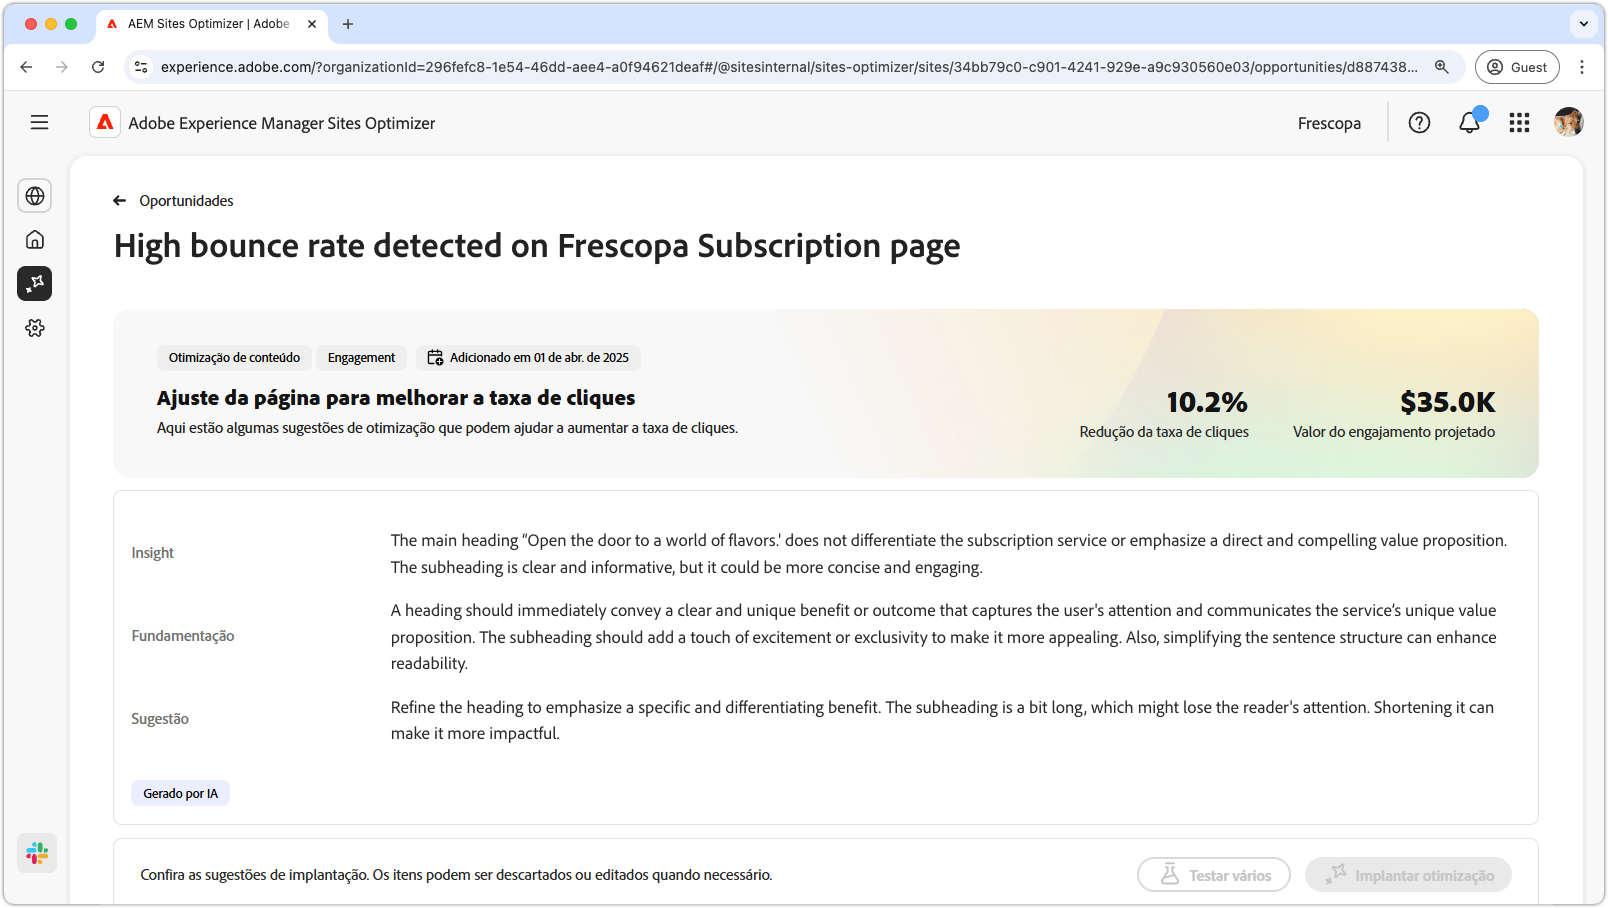 AEM Sites Optimizer | Adobe
experience.adobe.com/?organizationId=296fefc8-1e54-46dd-aee4-a0f94621deaf#/@sitesinternal/sites-optimizer/sites/34bb79c0-c901-4241-929e-a9c930560e03/opportunities/d887438...
Guest
Adobe Experience Manager Sites Optimizer
Frescopa
Oportunidades
High bounce rate detected on Frescopa Subscription page
Otimização de conteúdo
Engagement
Adicionado em 01 de abr. de 2025
Ajuste da página para melhorar a taxa de cliques
Aqui estão algumas sugestões de otimização que podem ajudar a aumentar a taxa de cliques.
10.2%
Redução da taxa de cliques
$35.0K
Valor do engajamento projetado
Insight
The main heading “Open the door to a world of flavors.' does not differentiate the subscription service or emphasize a direct and compelling value proposition.
The subheading is clear and informative, but it could be more concise and engaging.
Fundamentação
A heading should immediately convey a clear and unique benefit or outcome that captures the user's attention and communicates the service’s unique value
proposition. The subheading should add a touch of excitement or exclusivity to make it more appealing. Also, simplifying the sentence structure can enhance
readability.
Sugestão
Refine the heading to emphasize a specific and differentiating benefit. The subheading is a bit long, which might lose the reader's attention. Shortening it can
make it more impactful.
Gerado por IA
Confira as sugestões de implantação. Os itens podem ser descartados ou editados quando necessário.
Testar vários
Implantar otimização